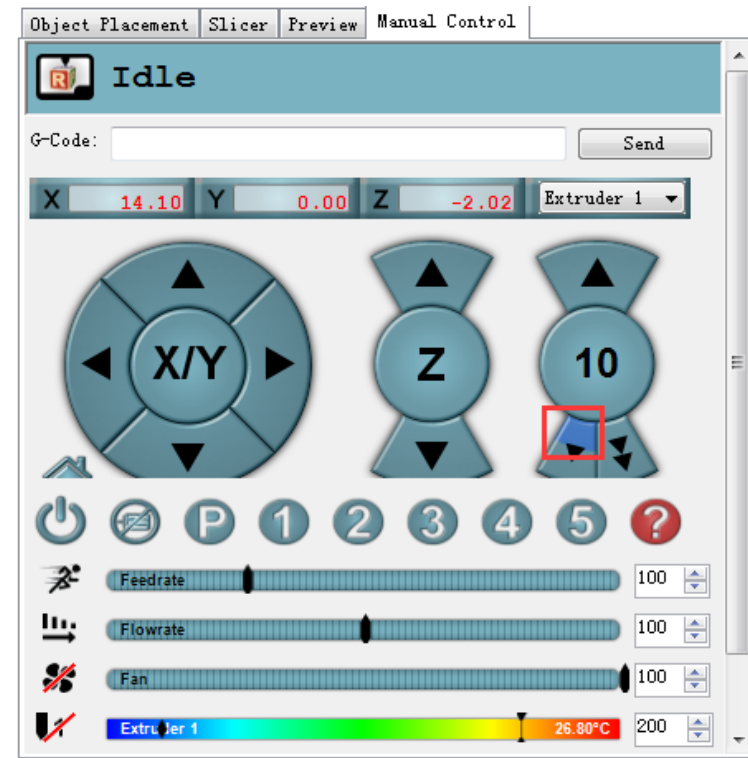 Object Placement Slicer Preview Manual Control
R Idle
G-Code: Send
X 14.10 Y 0.00 Z -2.02 Extruder 1
X/Y Z 10
P 1 2 3 4 5 ?
Feedrate 100
Flowrate 100
Fan 100
1 Extruder 1 26.80°C 200